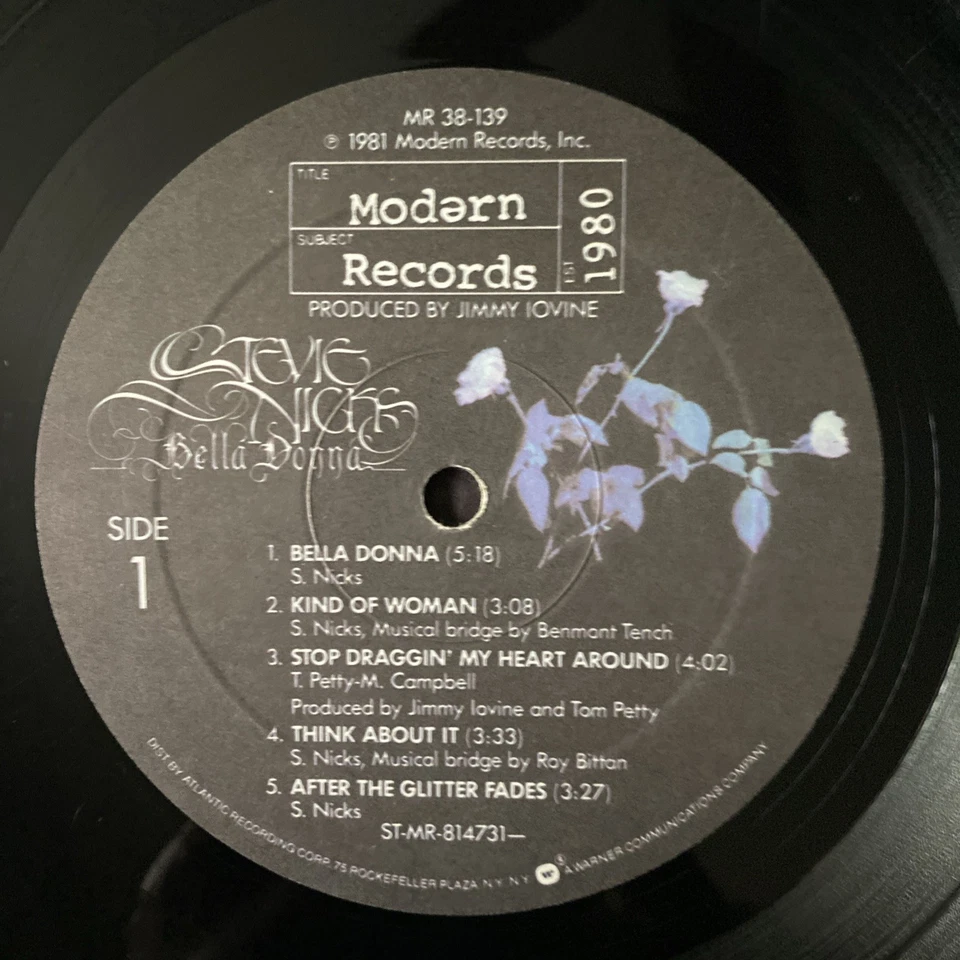 MR 38-139
℗ 1981 Modern Records, Inc.
TITLE
Modərn
SUBJECT
Records
EST 1980
PRODUCED BY JIMMY IOVINE
STEVIE
NICKS
Bella Donna
SIDE
1
1. BELLA DONNA (5:18)
S. Nicks
2. KIND OF WOMAN (3:08)
S. Nicks, Musical bridge by Benmont Tench
3. STOP DRAGGIN' MY HEART AROUND (4:02)
T. Petty-M. Campbell
Produced by Jimmy Iovine and Tom Petty
4. THINK ABOUT IT (3:33)
S. Nicks, Musical bridge by Roy Bittan
5. AFTER THE GLITTER FADES (3:27)
S. Nicks
ST-MR-814731—
DIST BY ATLANTIC RECORDING CORP. 75 ROCKEFELLER PLAZA N.Y. N.Y. W ® A WARNER COMMUNICATIONS COMPANY